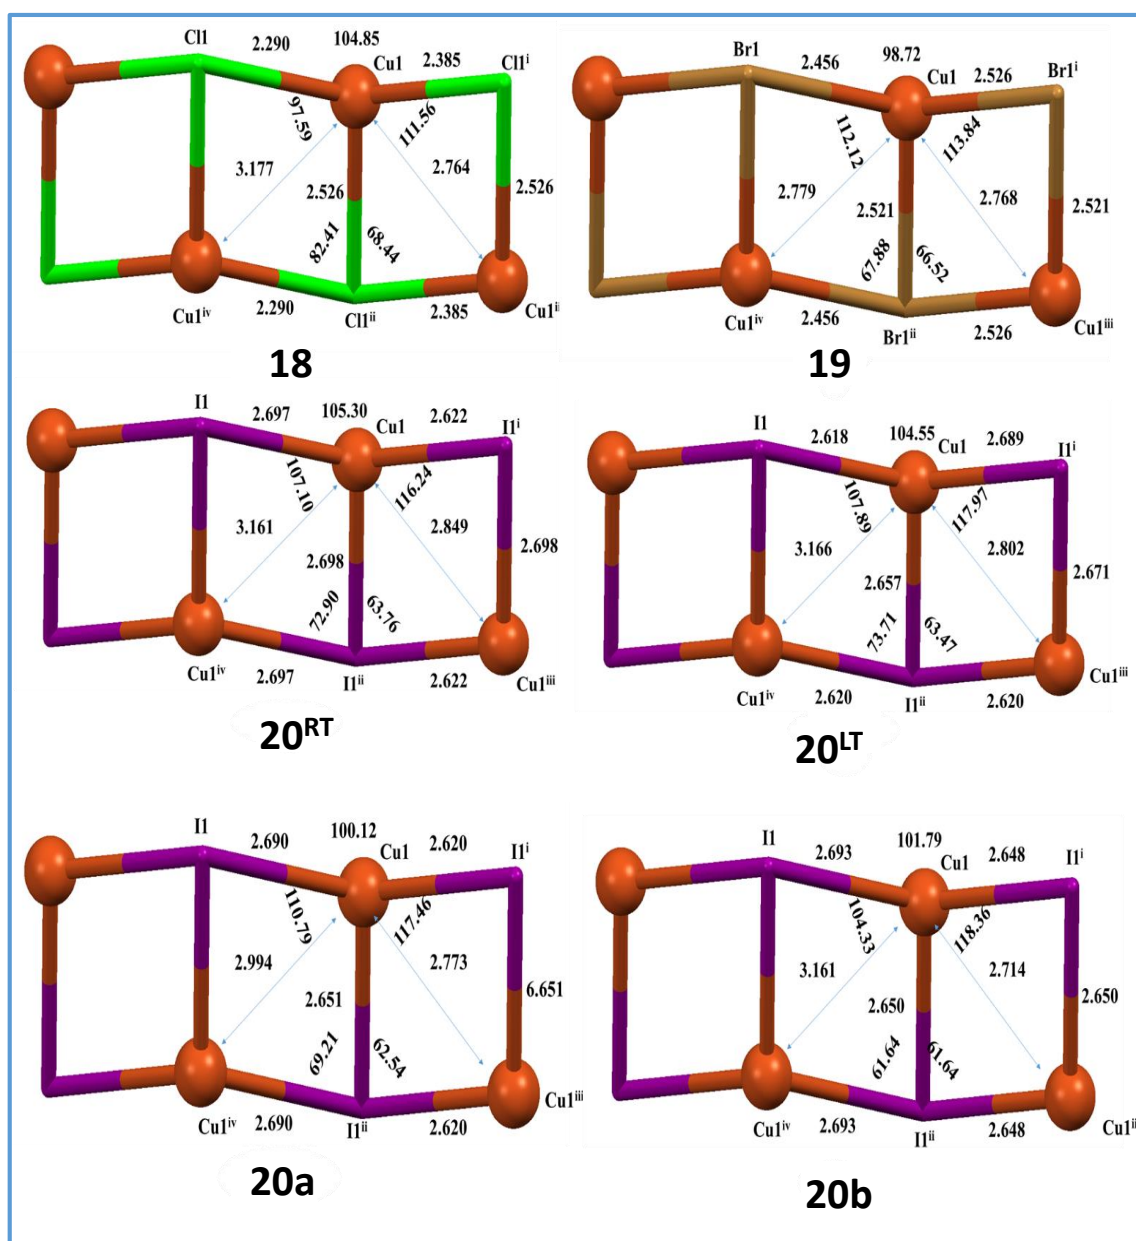 Cl1 2.290 104.85 Cu1 2.385 Cl1ⁱ
97.59 111.56
3.177 2.526 2.764 2.526
82.41 68.44
Cu1ⁱᵛ 2.290 Cl1ⁱⁱ 2.385 Cu1ⁱⁱ
18
Br1 2.456 98.72 Cu1 2.526 Br1ⁱ
112.12 113.84
2.779 2.521 2.768 2.521
67.88 66.52
Cu1ⁱᵛ 2.456 Br1ⁱⁱ 2.526 Cu1ⁱⁱⁱ
19
I1 2.697 105.30 Cu1 2.622 I1ⁱ
107.10 116.24
3.161 2.698 2.849 2.698
72.90 63.76
Cu1ⁱᵛ 2.697 I1ⁱⁱ 2.622 Cu1ⁱⁱⁱ
20ᴿᵀ
I1 2.618 104.55 Cu1 2.689 I1ⁱ
107.89 117.97
3.166 2.657 2.802 2.671
73.71 63.47
Cu1ⁱᵛ 2.620 I1ⁱⁱ 2.620 Cu1ⁱⁱⁱ
20ᴸᵀ
I1 2.690 100.12 Cu1 2.620 I1ⁱ
110.79 117.46
2.994 2.651 2.773 6.651
69.21 62.54
Cu1ⁱᵛ 2.690 I1ⁱⁱ 2.620 Cu1ⁱⁱⁱ
20a
I1 2.693 101.79 Cu1 2.648 I1ⁱ
104.33 118.36
3.161 2.650 2.714 2.650
61.64 61.64
Cu1ⁱᵛ 2.693 I1ⁱⁱ 2.648 Cu1ⁱⁱ
20b